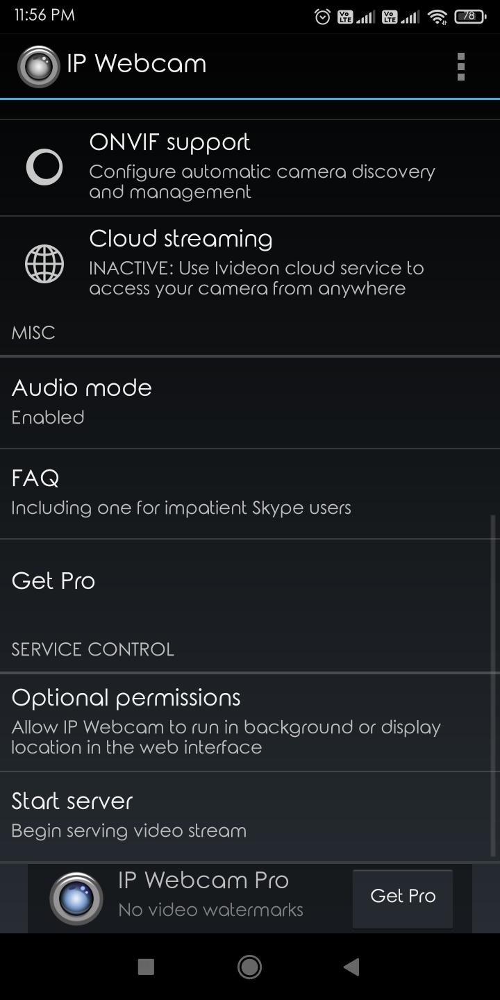 11:56 PM
Vo LTE
Vo LTE
78
IP Webcam
ONVIF support
Configure automatic camera discovery
and management
Cloud streaming
INACTIVE: Use Ivideon cloud service to
access your camera from anywhere
MISC
Audio mode
Enabled
FAQ
Including one for impatient Skype users
Get Pro
SERVICE CONTROL
Optional permissions
Allow IP Webcam to run in background or display
location in the web interface
Start server
Begin serving video stream
IP Webcam Pro
No video watermarks
Get Pro